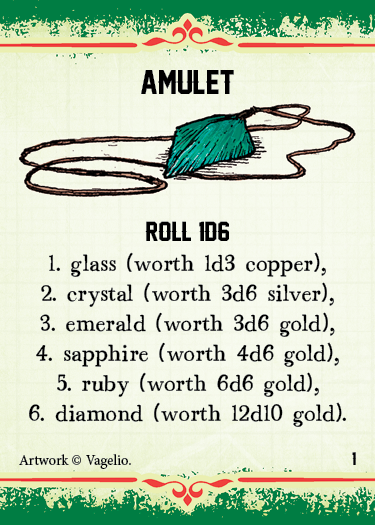 AMULET
ROLL 1D6
1. glass (worth 1d3 copper),
2. crystal (worth 3d6 silver),
3. emerald (worth 3d6 gold),
4. sapphire (worth 4d6 gold),
5. ruby (worth 6d6 gold),
6. diamond (worth 12d10 gold).
Artwork © Vagelio.
1